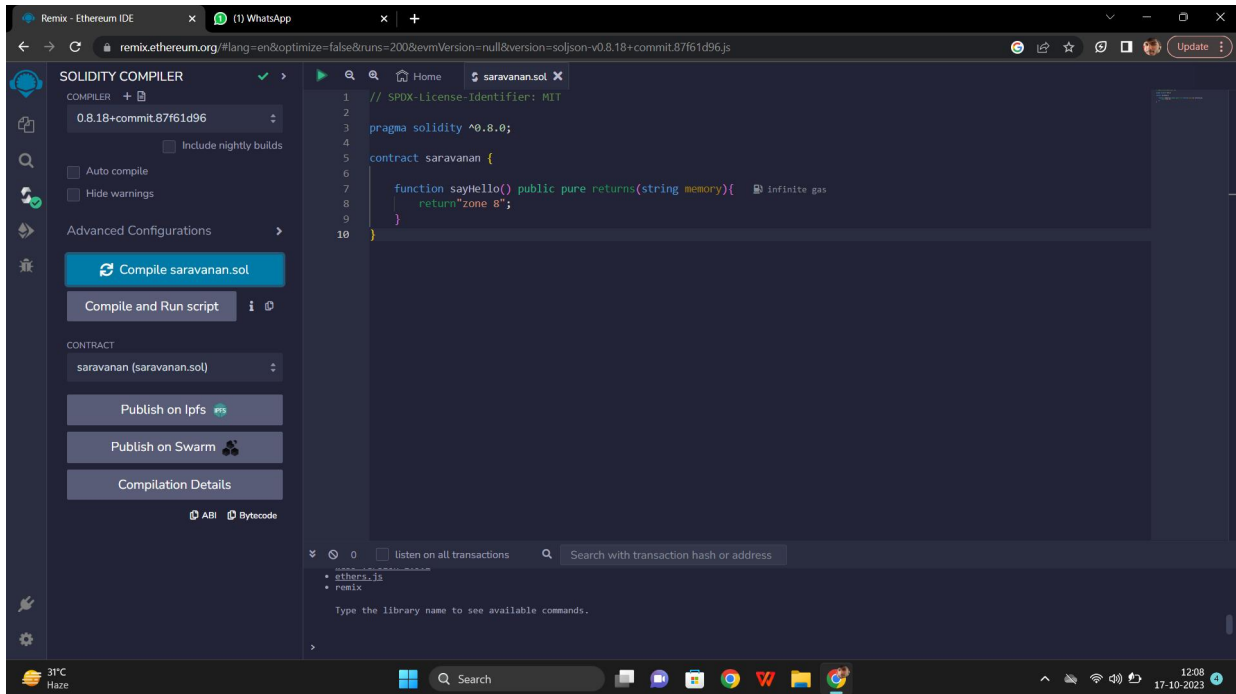 Remix - Ethereum IDE
(1) WhatsApp
remix.ethereum.org/#lang=en&optimize=false&runs=200&evmVersion=null&version=soljson-v0.8.18+commit.87f61d96.js
Update
SOLIDITY COMPILER
COMPILER
0.8.18+commit.87f61d96
Include nightly builds
Auto compile
Hide warnings
Advanced Configurations
Compile saravanan.sol
Compile and Run script
CONTRACT
saravanan (saravanan.sol)
Publish on Ipfs
IPFS
Publish on Swarm
Compilation Details
ABI Bytecode
Home saravanan.sol
1 // SPDX-License-Identifier: MIT
2
3 pragma solidity ^0.8.0;
4
5 contract saravanan {
6
7 function sayHello() public pure returns(string memory){ infinite gas
8 return"zone 8";
9 }
10 }
0 listen on all transactions Search with transaction hash or address
• ethers.js
• remix
Type the library name to see available commands.
>
31°C
Haze
Search
12:08
17-10-2023
4